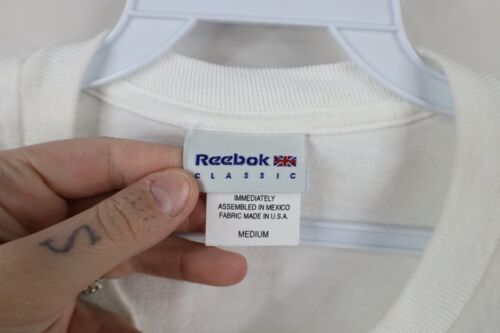 Reebok
CLASSIC
IMMEDIATELY
ASSEMBLED IN MEXICO
FABRIC MADE IN U.S.A.
MEDIUM
S